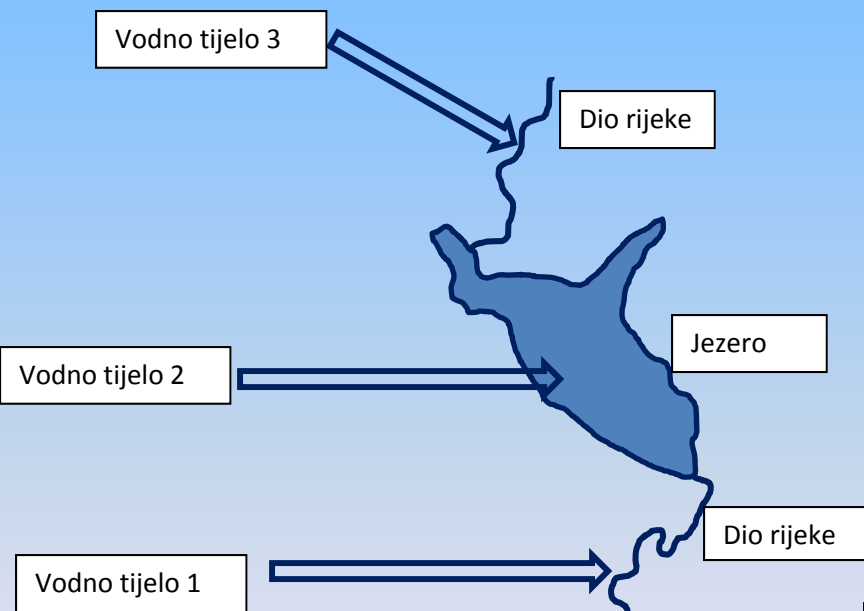 Vodno tijelo 3
Dio rijeke
Jezero
Vodno tijelo 2
Dio rijeke
Vodno tijelo 1